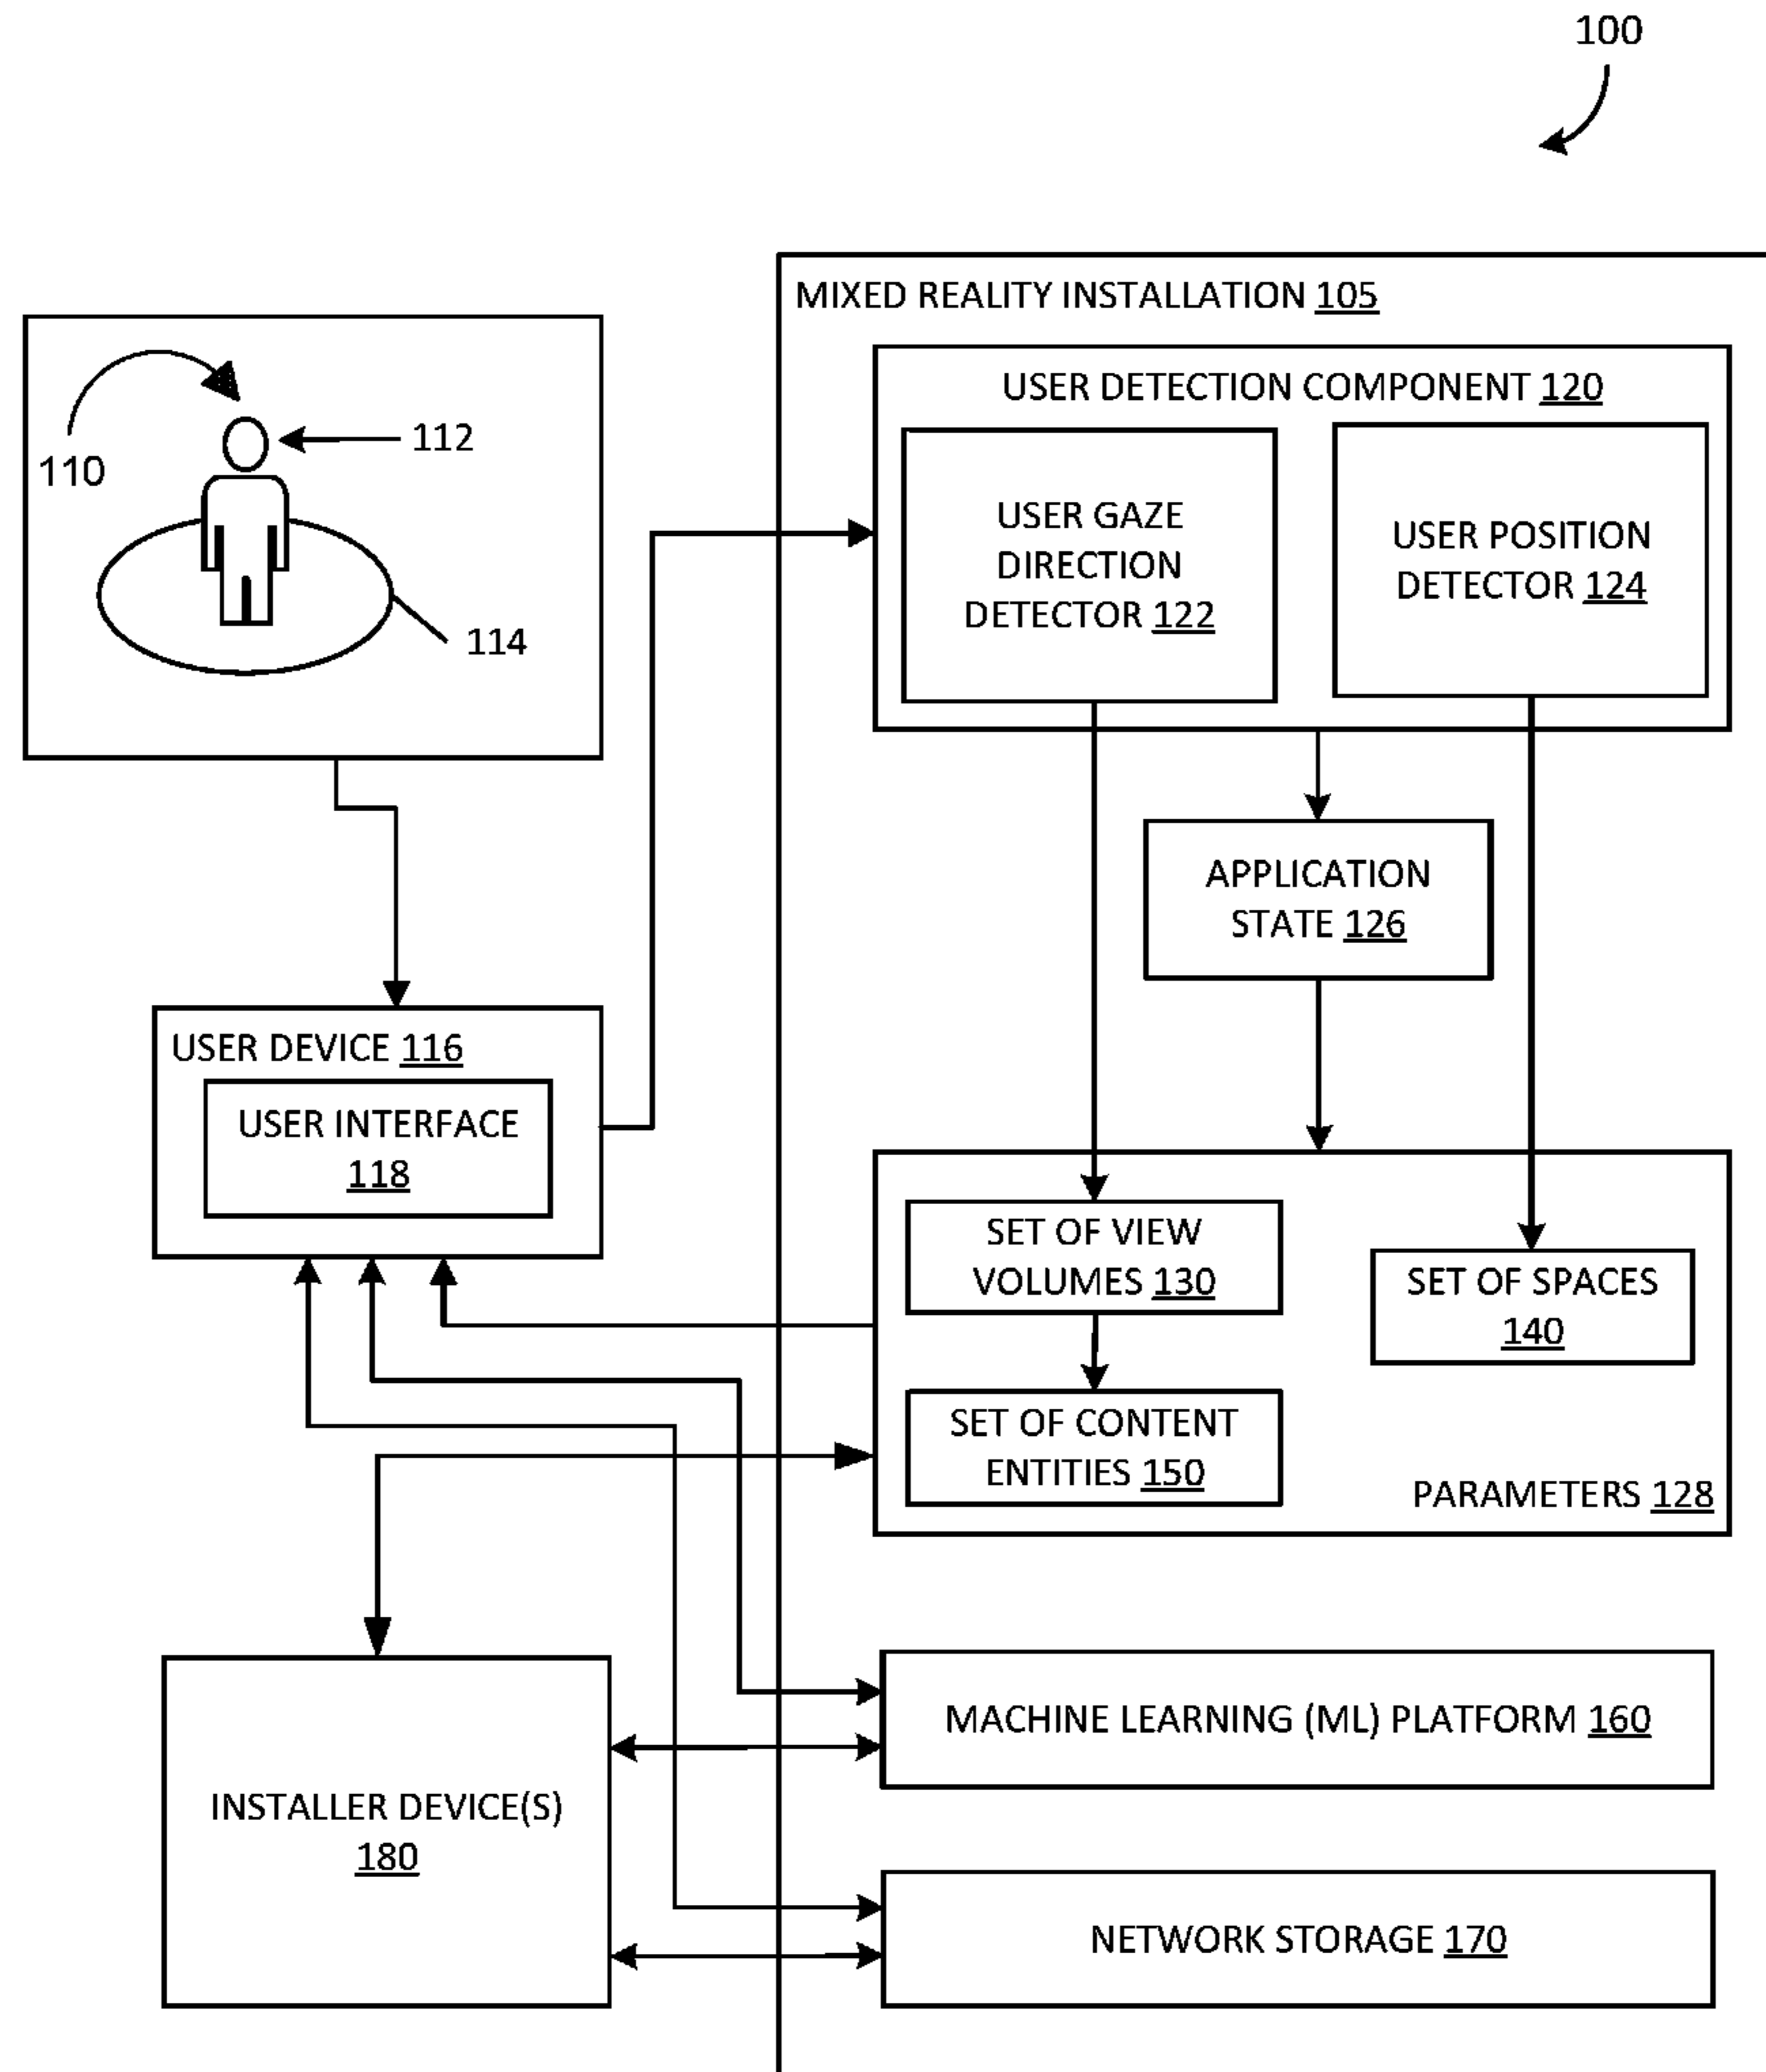 100
MIXED REALITY INSTALLATION 105
USER DETECTION COMPONENT 120
112
110
USER GAZE
DIRECTION
DETECTOR 122
USER POSITION
DETECTOR 124
114
APPLICATION
STATE 126
USER DEVICE 116
USER INTERFACE
118
SET OF VIEW
VOLUMES 130
SET OF SPACES
140
SET OF CONTENT
ENTITIES 150
PARAMETERS 128
MACHINE LEARNING (ML) PLATFORM 160
INSTALLER DEVICE(S)
180
NETWORK STORAGE 170